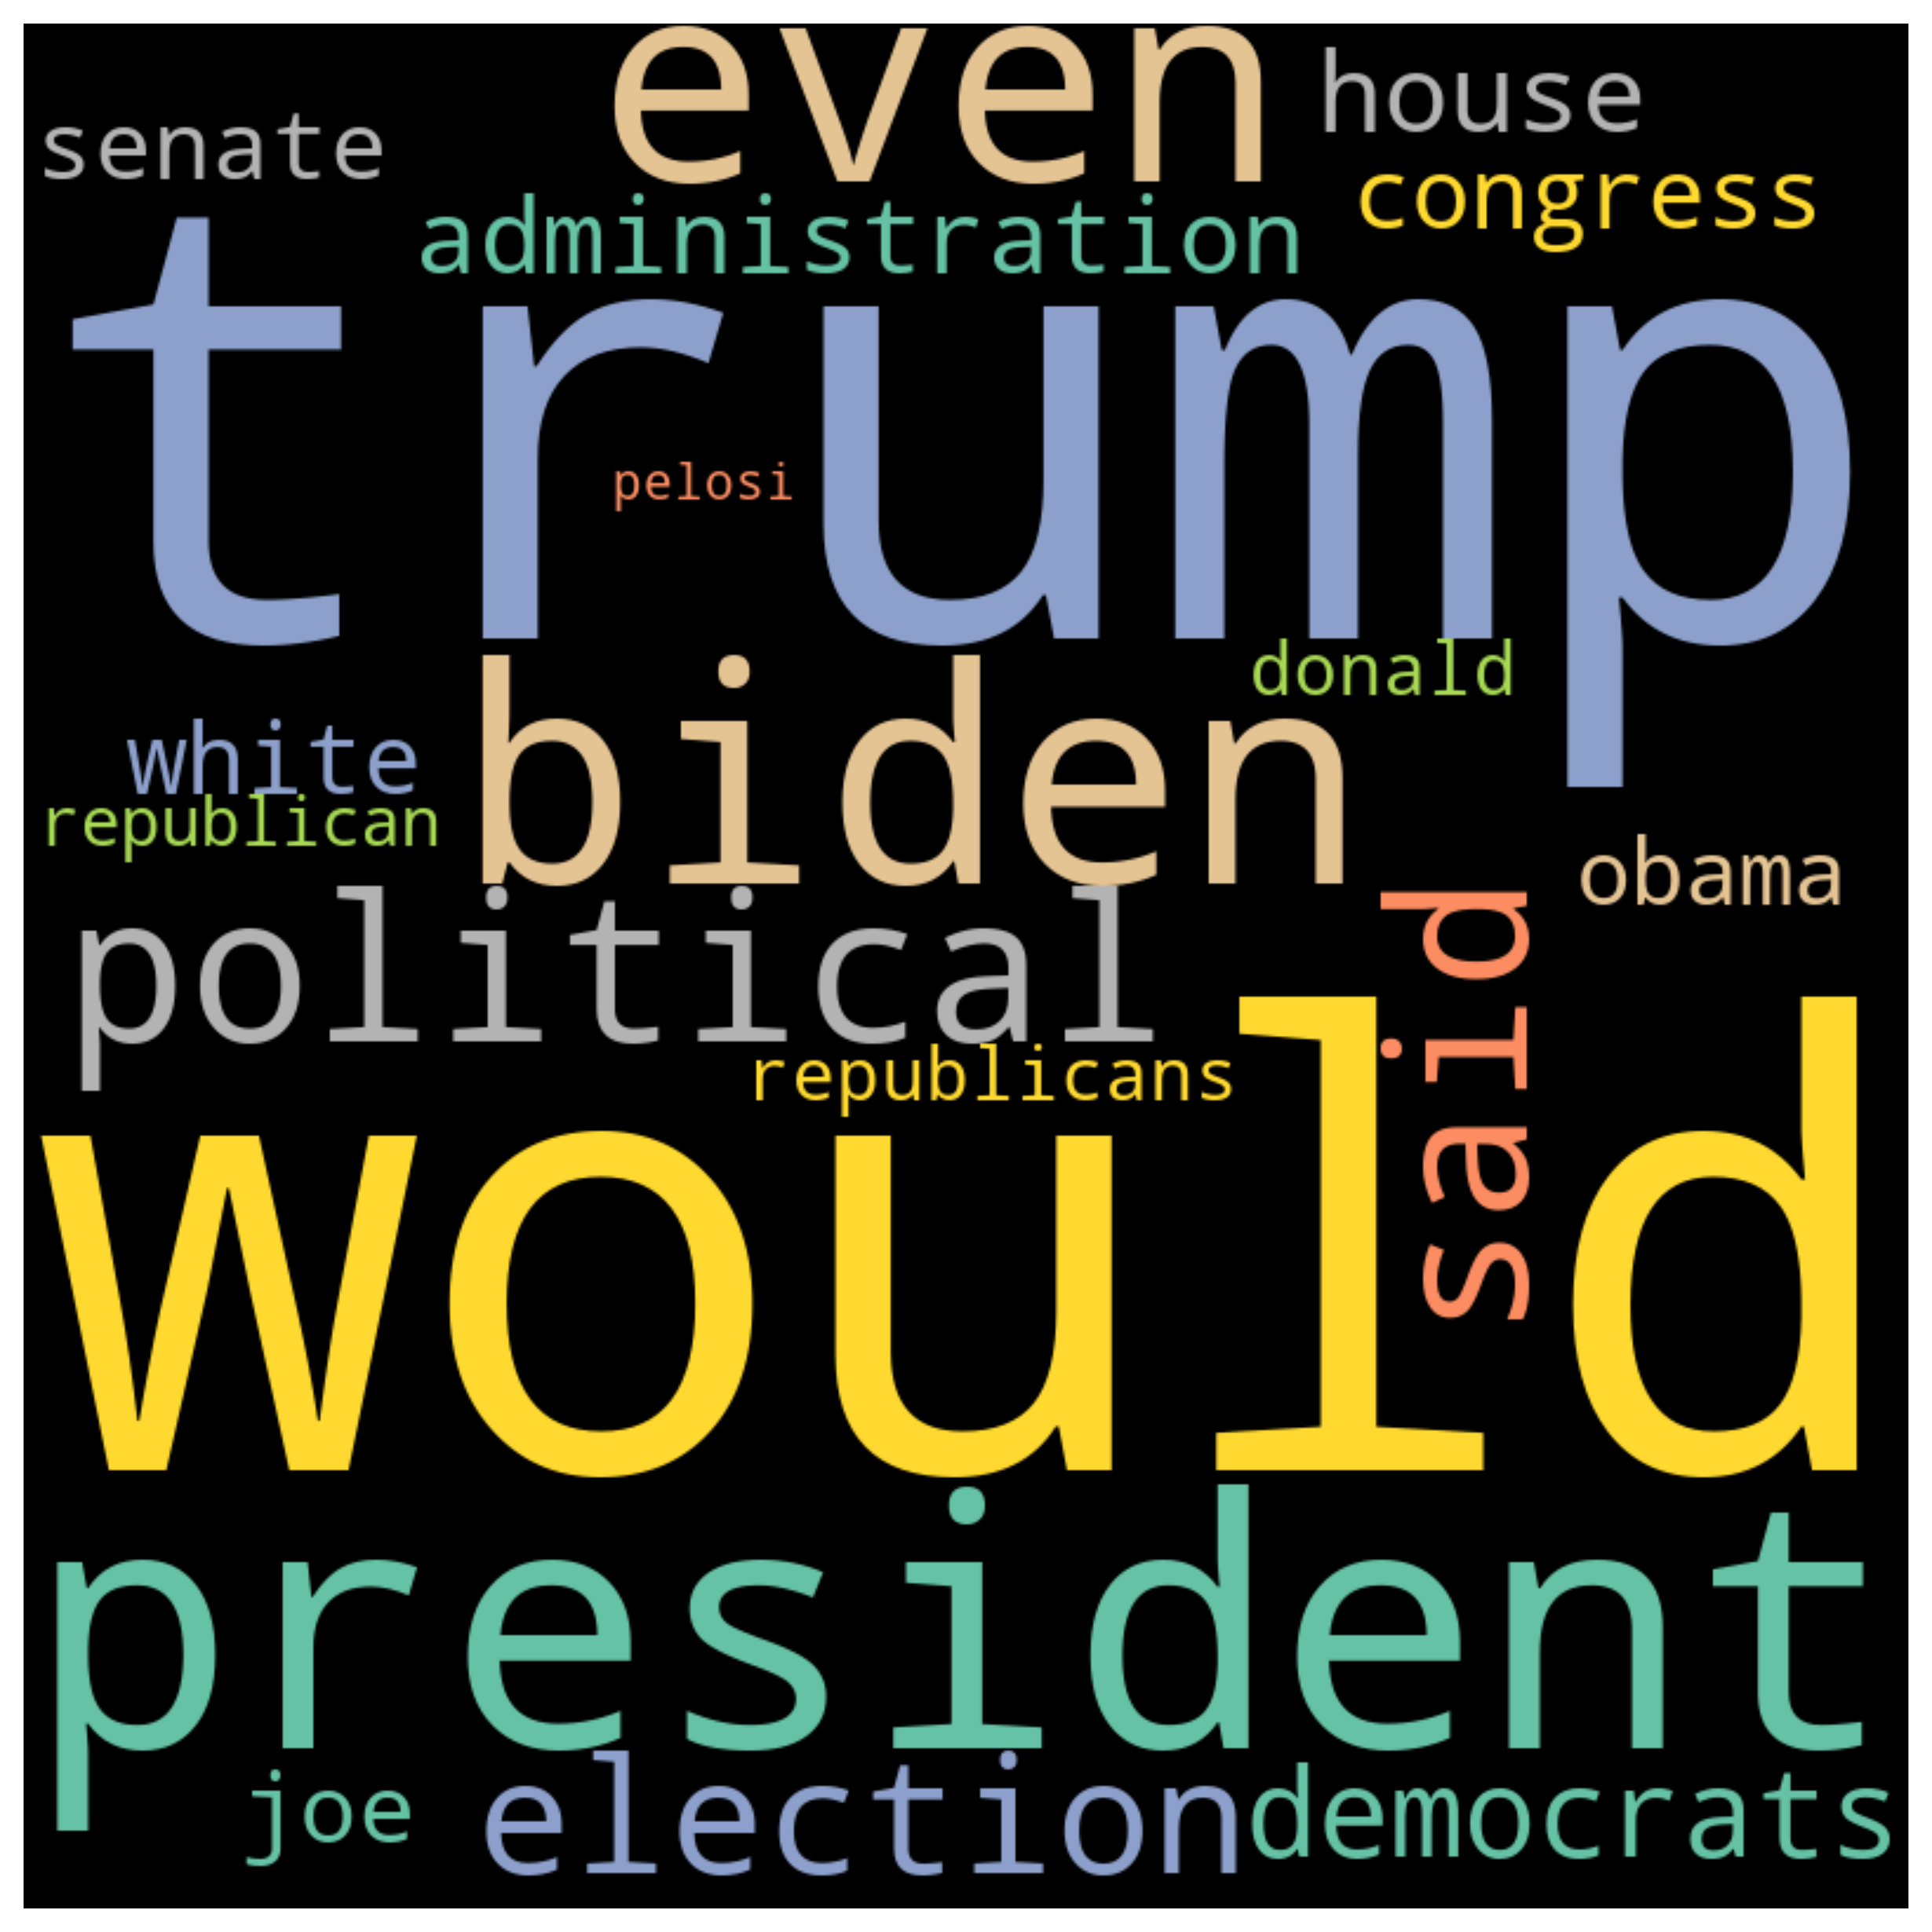 even
house
senate
congress
administration
trump
pelosi
donald
biden
white
republican
obama
political
said
republicans
would
president
joe
election
democrats